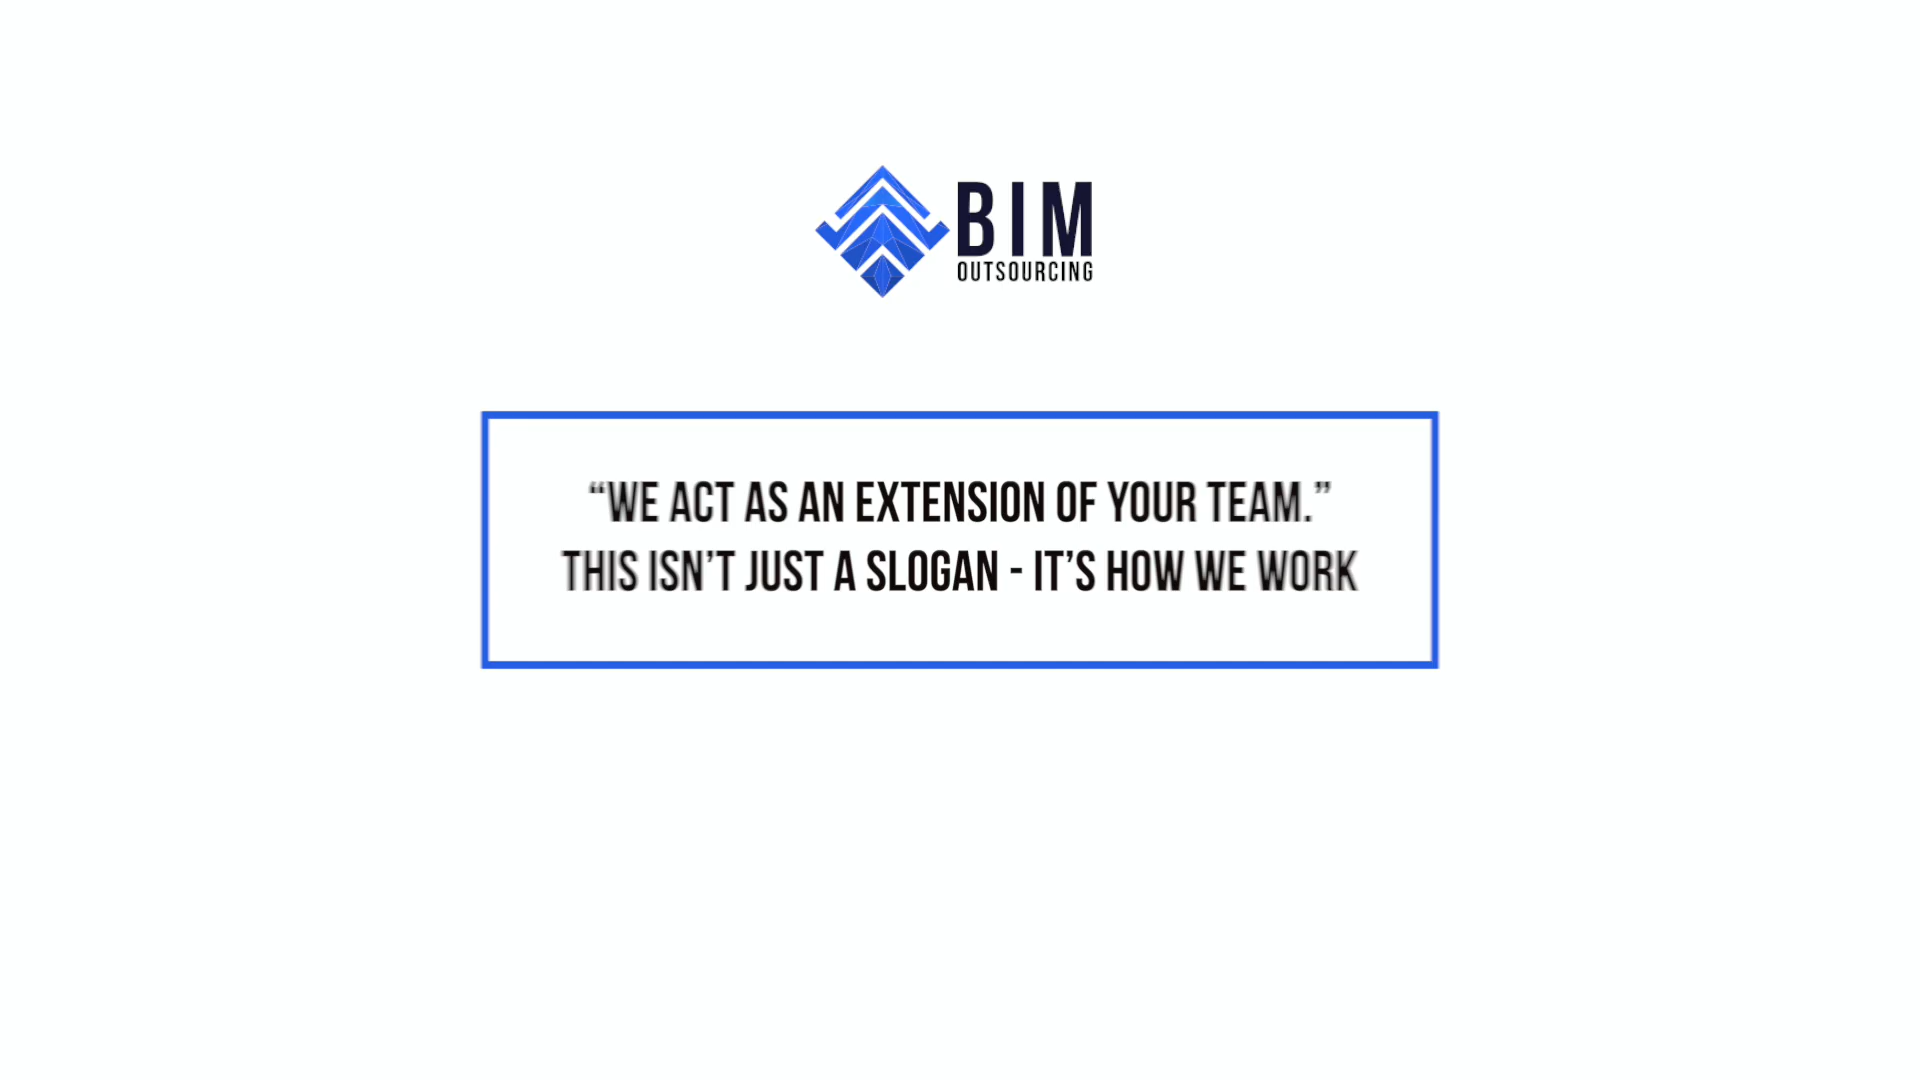 BIM
OUTSOURCING
“WE ACT AS AN EXTENSION OF YOUR TEAM.”
THIS ISN’T JUST A SLOGAN - IT’S HOW WE WORK